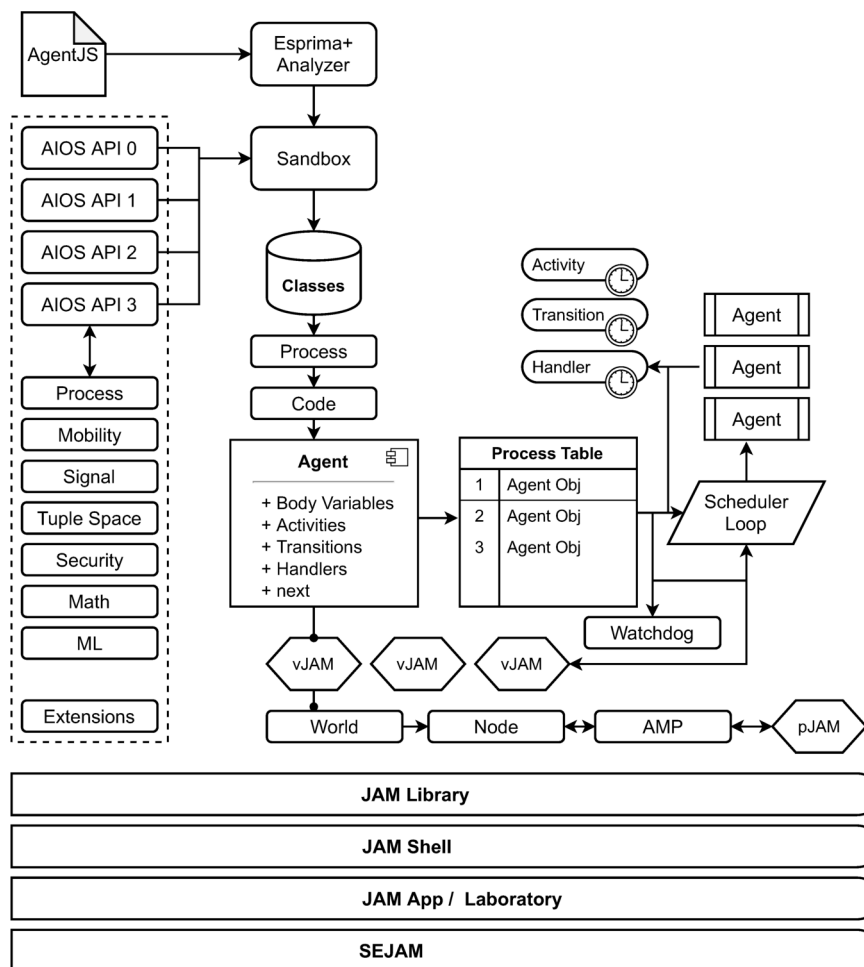 AgentJS
Esprima+
Analyzer
AIOS API 0
AIOS API 1
AIOS API 2
AIOS API 3
Process
Mobility
Signal
Tuple Space
Security
Math
ML
Extensions
Sandbox
Classes
Process
Code
Agent
+ Body Variables
+ Activities
+ Transitions
+ Handlers
+ next
Process Table
1 Agent Obj
2 Agent Obj
3 Agent Obj
Activity
Transition
Handler
Agent
Agent
Agent
Scheduler
Loop
Watchdog
vJAM
vJAM
vJAM
World
Node
AMP
pJAM
JAM Library
JAM Shell
JAM App / Laboratory
SEJAM